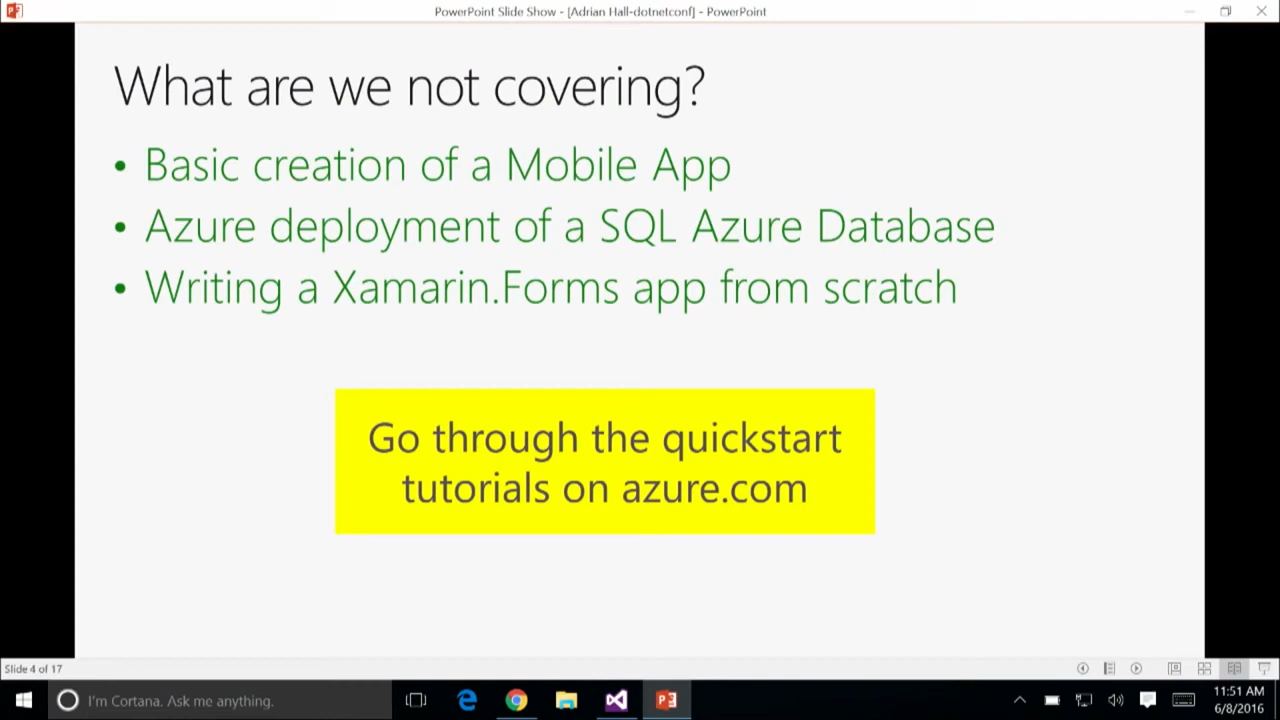 PowerPoint Slide Show - [Adrian Hall-dotnetconf] - PowerPoint
What are we not covering?
• Basic creation of a Mobile App
• Azure deployment of a SQL Azure Database
• Writing a Xamarin.Forms app from scratch
Go through the quickstart
tutorials on azure.com
Slide 4 of 17
I'm Cortana. Ask me anything.
11:51 AM
6/8/2016